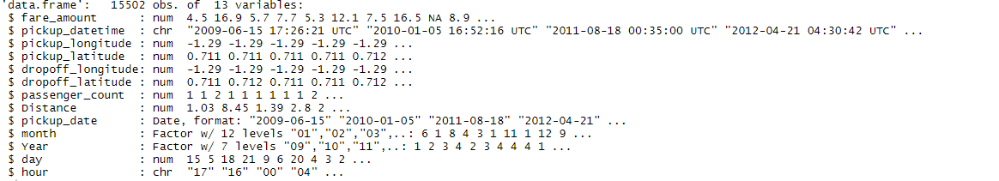 'data.frame':   15502 obs. of  13 variables:
 $ fare_amount      : num  4.5 16.9 5.7 7.7 5.3 12.1 7.5 16.5 NA 8.9 ...
 $ pickup_datetime  : chr  "2009-06-15 17:26:21 UTC" "2010-01-05 16:52:16 UTC" "2011-08-18 00:35:00 UTC" "2012-04-21 04:30:42 UTC" ...
 $ pickup_longitude : num  -1.29 -1.29 -1.29 -1.29 -1.29 ...
 $ pickup_latitude  : num  0.711 0.711 0.711 0.711 0.712 ...
 $ dropoff_longitude: num  -1.29 -1.29 -1.29 -1.29 -1.29 ...
 $ dropoff_latitude : num  0.711 0.712 0.711 0.711 0.712 ...
 $ passenger_count  : num  1 1 2 1 1 1 1 1 1 2 ...
 $ Distance         : num  1.03 8.45 1.39 2.8 2 ...
 $ pickup_date      : Date, format: "2009-06-15" "2010-01-05" "2011-08-18" "2012-04-21" ...
 $ month            : Factor w/ 12 levels "01","02","03",..: 6 1 8 4 3 1 11 1 12 9 ...
 $ Year             : Factor w/ 7 levels "09","10","11",..: 1 2 3 4 2 3 4 4 4 1 ...
 $ day              : num  15 5 18 21 9 6 20 4 3 2 ...
 $ hour             : chr  "17" "16" "00" "04" ...